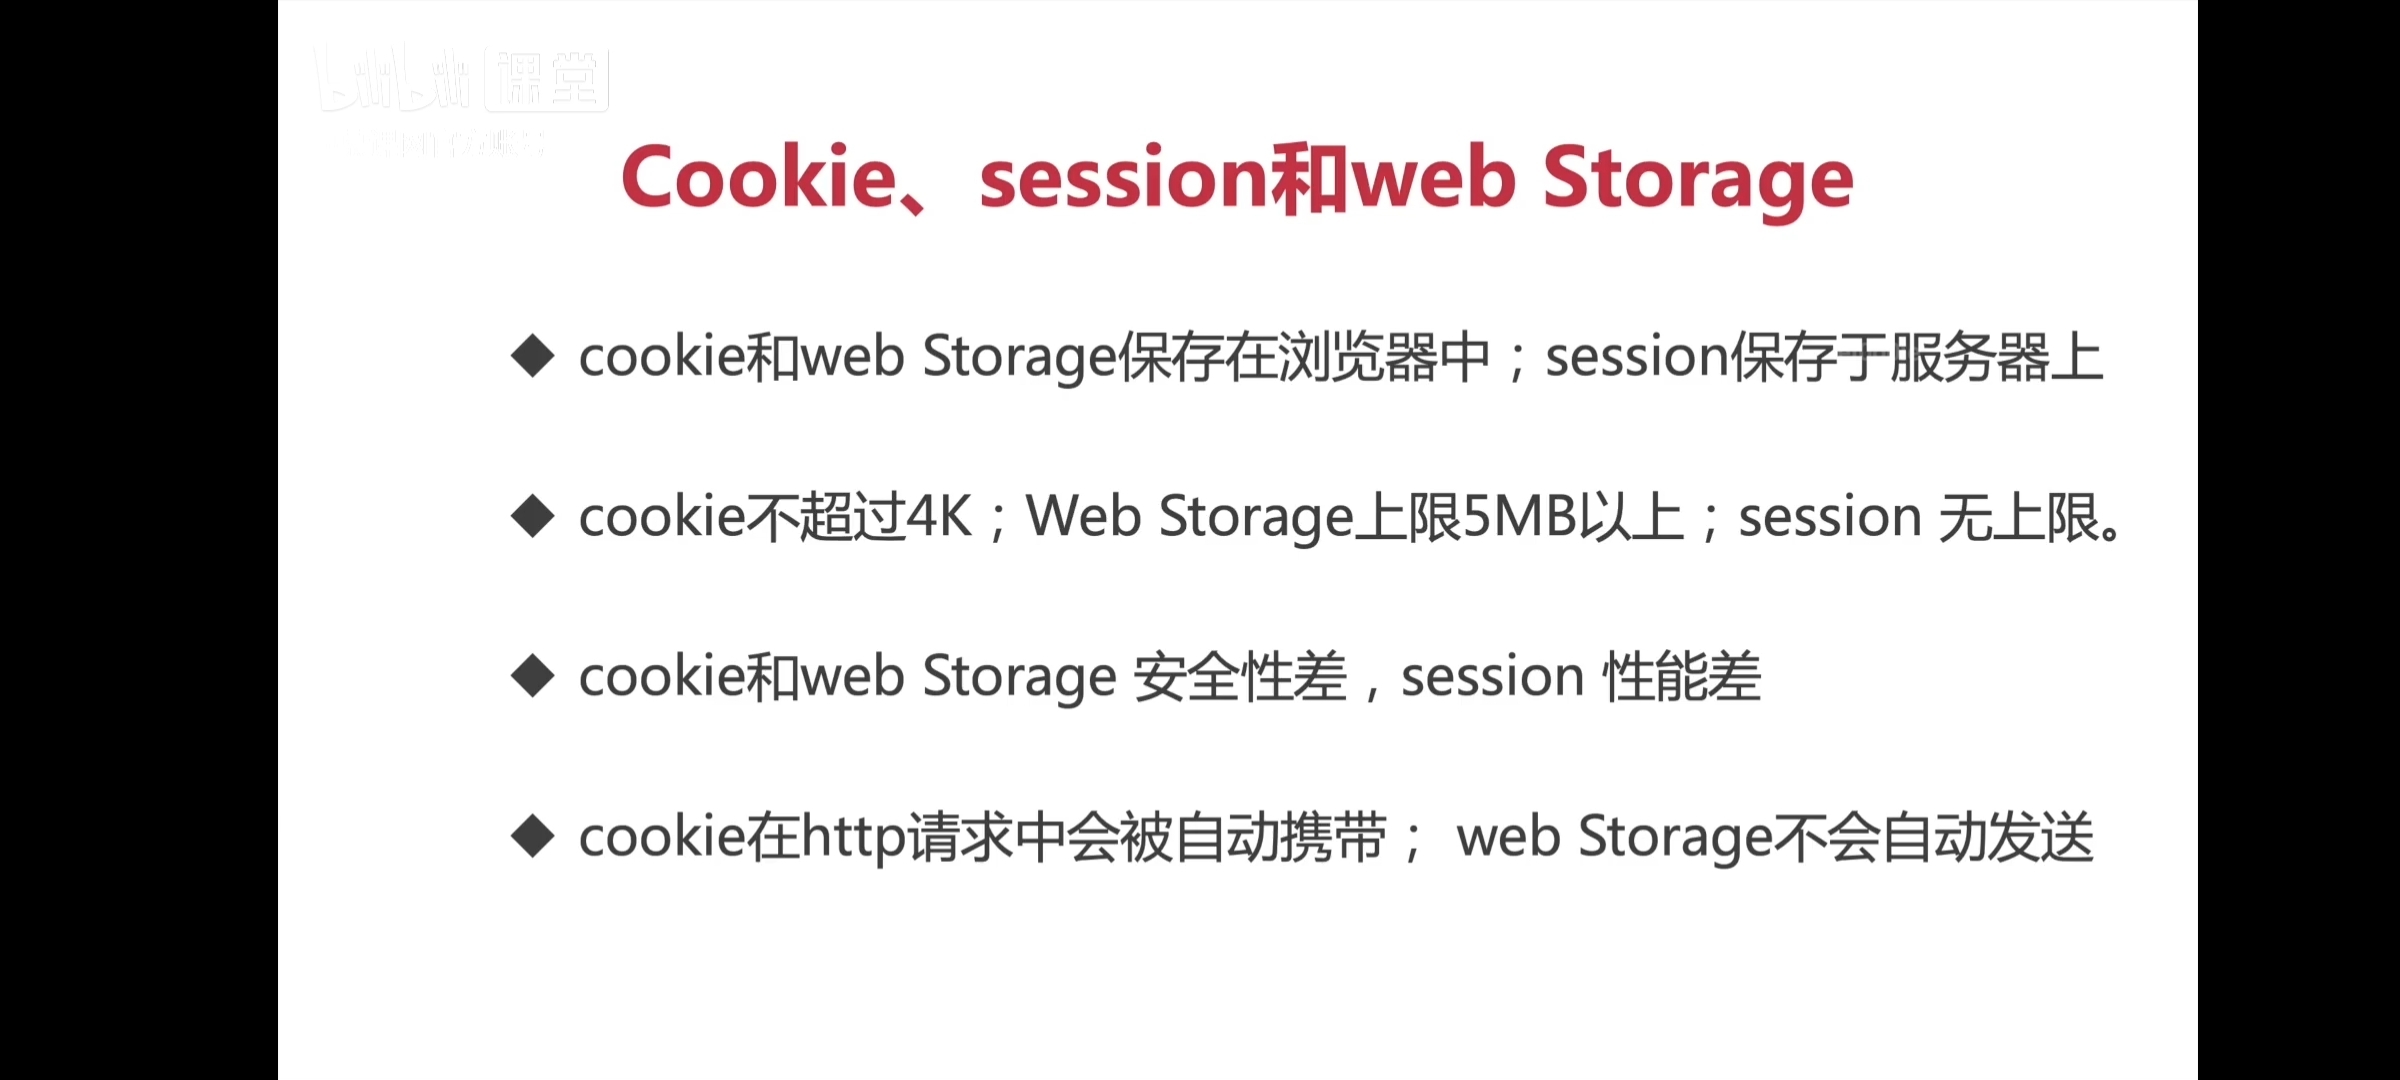 bilibili 课堂
Cookie、session和web Storage
◆ cookie和web Storage保存在浏览器中；session保存于服务器上
◆ cookie不超过4K；Web Storage上限5MB以上；session 无上限。
◆ cookie和web Storage 安全性差，session 性能差
◆ cookie在http请求中会被自动携带； web Storage不会自动发送